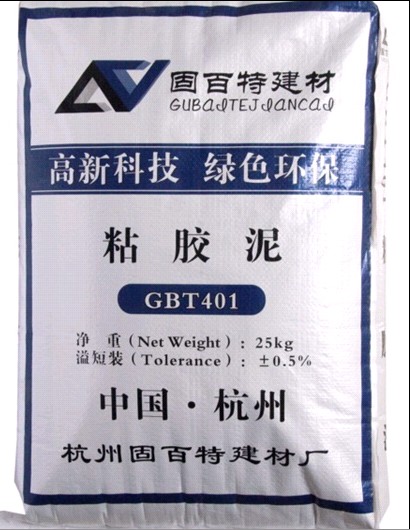 固百特建材
GUBAITEJIANCAI
高新科技 绿色环保
粘胶泥
GBT401
净 重(Net Weight):25kg
溢短装(Tolerance):±0.5%
中国·杭州
杭州固百特建材厂